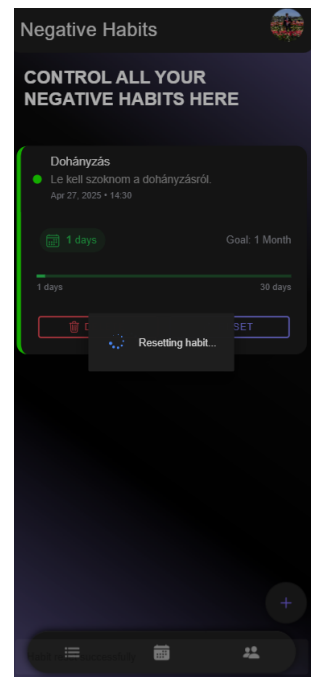 Negative Habits
CONTROL ALL YOUR
NEGATIVE HABITS HERE
Dohányzás
Le kell szoknom a dohányzásról.
Apr 27, 2025 • 14:30
1 days
Goal: 1 Month
1 days
30 days
Resetting habit...